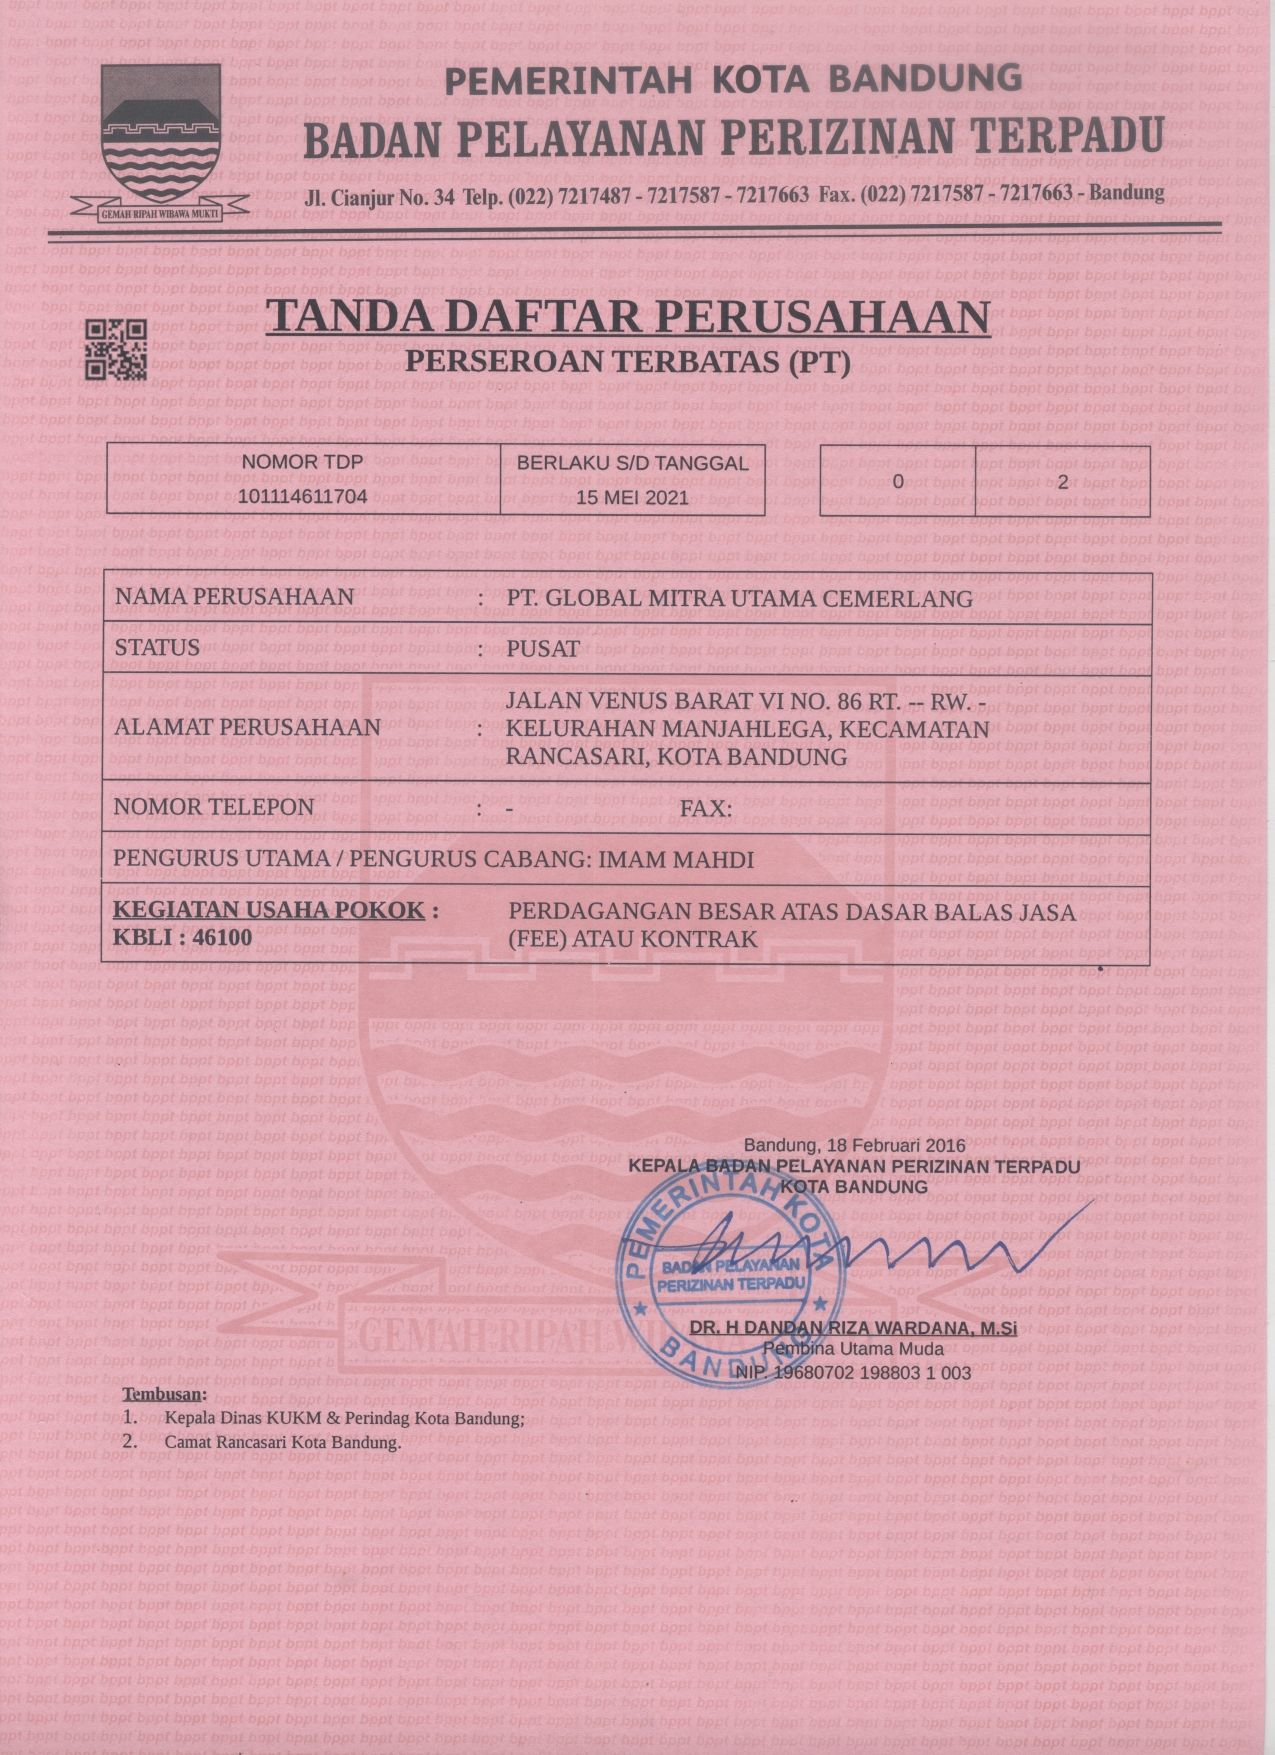 PEMERINTAH KOTA BANDUNG
BADAN PELAYANAN PERIZINAN TERPADU
Jl. Cianjur No. 34 Telp. (022) 7217487 - 7217587 - 7217663 Fax. (022) 7217587 - 7217663 - Bandung
GEMAH RIPAH WIBAWA MUKTI
TANDA DAFTAR PERUSAHAAN
PERSEROAN TERBATAS (PT)
NOMOR TDP BERLAKU S/D TANGGAL
101114611704 15 MEI 2021
0 2
NAMA PERUSAHAAN : PT. GLOBAL MITRA UTAMA CEMERLANG
STATUS : PUSAT
ALAMAT PERUSAHAAN : JALAN VENUS BARAT VI NO. 86 RT. -- RW. -
KELURAHAN MANJAHLEGA, KECAMATAN
RANCASARI, KOTA BANDUNG
NOMOR TELEPON : - FAX:
PENGURUS UTAMA / PENGURUS CABANG: IMAM MAHDI
KEGIATAN USAHA POKOK : PERDAGANGAN BESAR ATAS DASAR BALAS JASA
KBLI : 46100 (FEE) ATAU KONTRAK
Bandung, 18 Februari 2016
KEPALA BADAN PELAYANAN PERIZINAN TERPADU
KOTA BANDUNG
PEMERINTAH KOTA
BADAN PELAYANAN
PERIZINAN TERPADU
BANDUNG
DR. H DANDAN RIZA WARDANA, M.Si
Pembina Utama Muda
NIP. 19680702 198803 1 003
GEMAH RIPAH
Tembusan:
1. Kepala Dinas KUKM & Perindag Kota Bandung;
2. Camat Rancasari Kota Bandung.